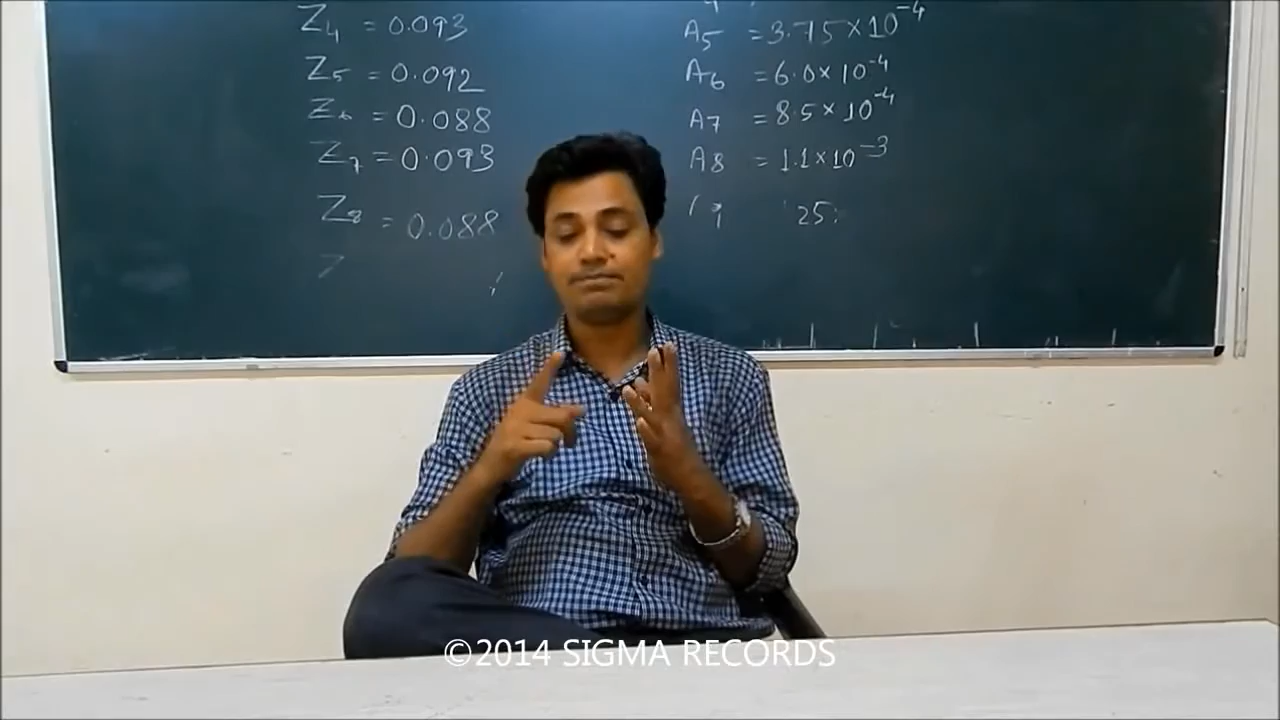 Z4 = 0.093
Z5 = 0.092
Z6 = 0.088
Z7 = 0.093
Z8 = 0.088
A5 = 3.75×10-4
A6 = 6.0×10-4
A7 = 8.5×10-4
A8 = 1.1×10-3
25
©2014 SIGMA RECORDS